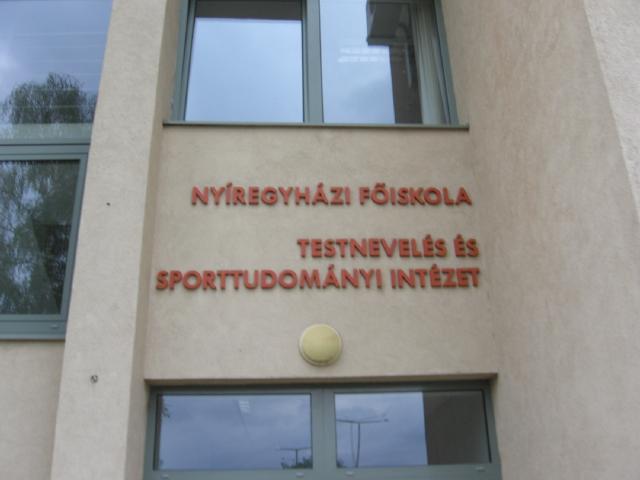 NYÍREGYHÁZI FŐISKOLA
TESTNEVELÉS ÉS
SPORTTUDOMÁNYI INTÉZET